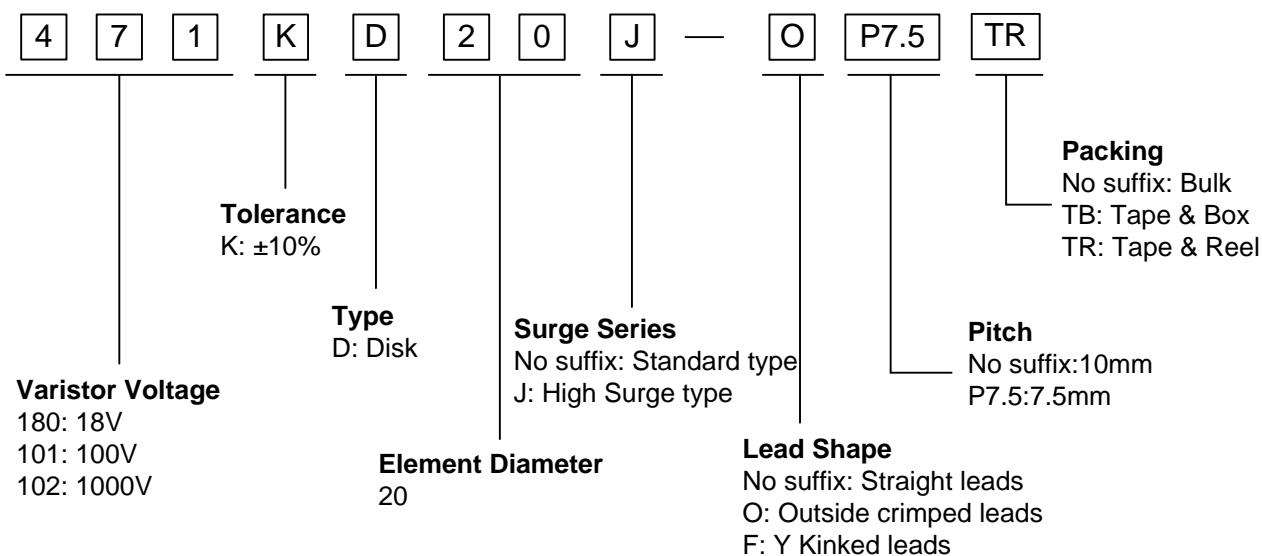 4 7 1 K D 2 0 J — O P7.5 TR
Packing
No suffix: Bulk
TB: Tape & Box
TR: Tape & Reel
Tolerance
K: ±10%
Type
D: Disk
Surge Series
No suffix: Standard type
J: High Surge type
Pitch
No suffix:10mm
P7.5:7.5mm
Varistor Voltage
180: 18V
101: 100V
102: 1000V
Element Diameter
20
Lead Shape
No suffix: Straight leads
O: Outside crimped leads
F: Y Kinked leads